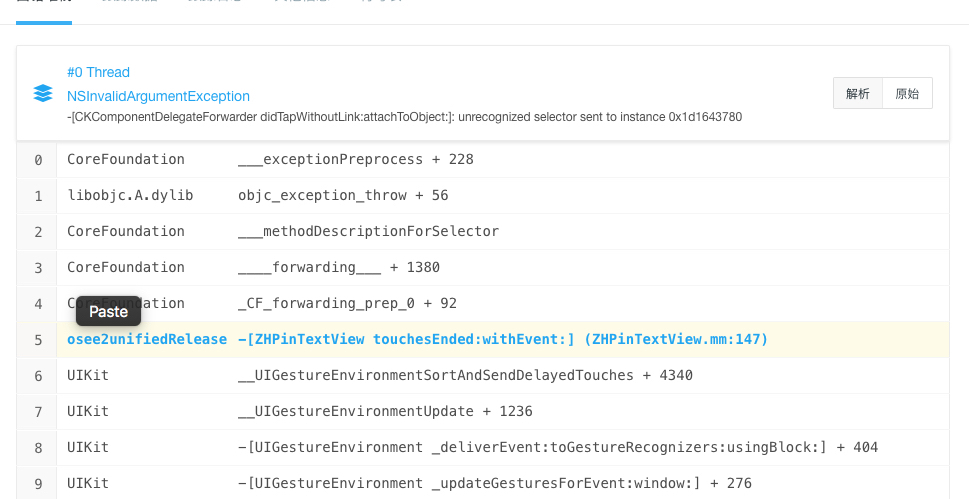 #0 Thread
NSInvalidArgumentException
-[CKComponentDelegateForwarder didTapWithoutLink:attachToObject:]: unrecognized selector sent to instance 0x1d1643780
解析 原始
0 CoreFoundation ___exceptionPreprocess + 228
1 libobjc.A.dylib objc_exception_throw + 56
2 CoreFoundation ___methodDescriptionForSelector
3 CoreFoundation ____forwarding___ + 1380
4 CoreFoundation _CF_forwarding_prep_0 + 92
Paste
5 osee2unifiedRelease -[ZHPinTextView touchesEnded:withEvent:] (ZHPinTextView.mm:147)
6 UIKit __UIGestureEnvironmentSortAndSendDelayedTouches + 4340
7 UIKit __UIGestureEnvironmentUpdate + 1236
8 UIKit -[UIGestureEnvironment _deliverEvent:toGestureRecognizers:usingBlock:] + 404
9 UIKit -[UIGestureEnvironment _updateGesturesForEvent:window:] + 276